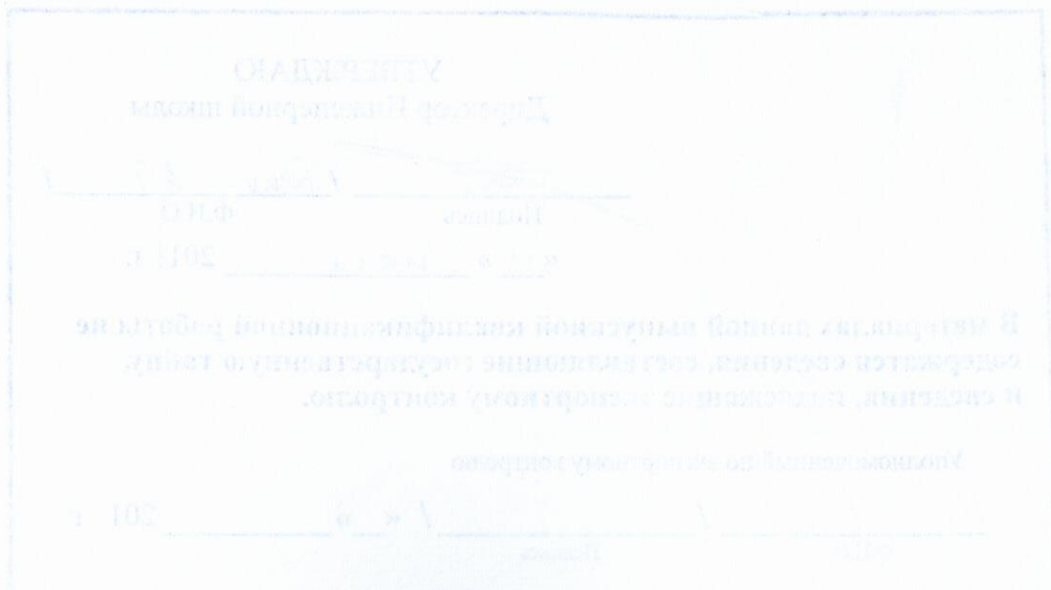 УТВЕРЖДАЮ
Директор Инженерной школы
/ /
Подпись Ф.И.О
« » 201 г.
В материалах данной выпускной квалификационной работы не
содержатся сведения, составляющие государственную тайну,
и сведения, подлежащие экспортному контролю.
Уполномоченный по экспортному контролю
/ / « » 201 г
Подпись